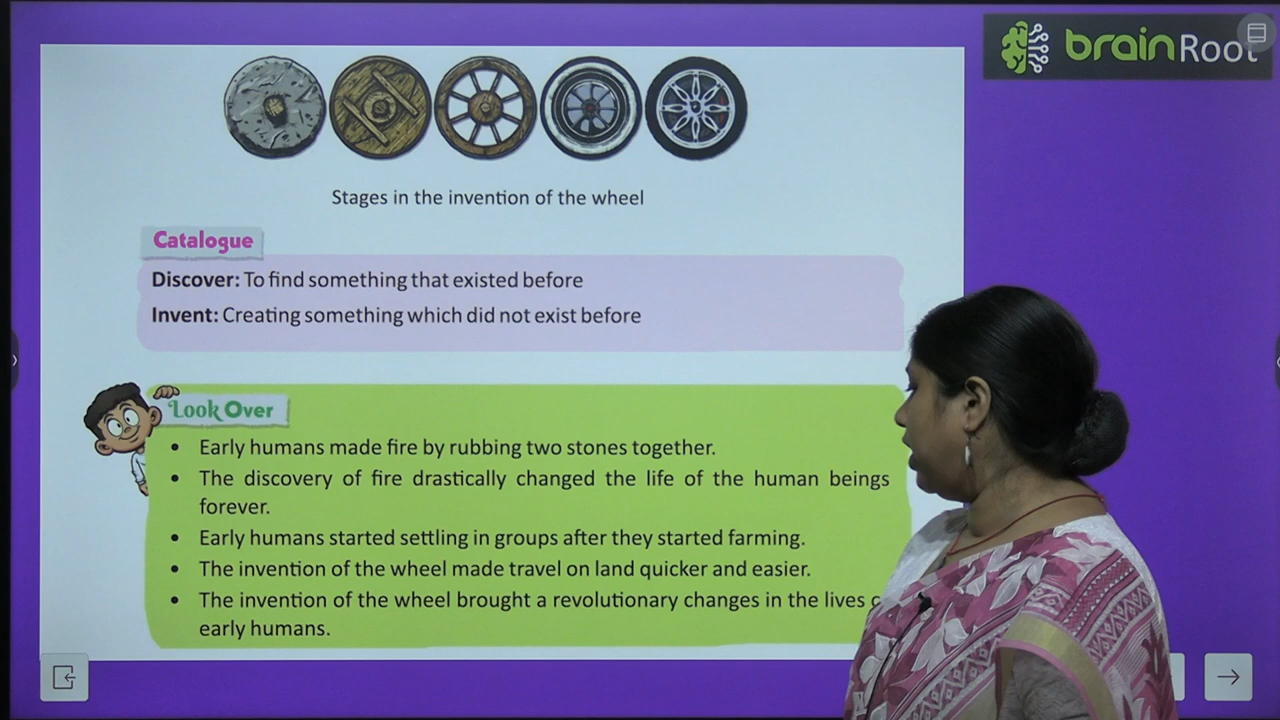 brainRoot
Stages in the invention of the wheel
Catalogue
Discover: To find something that existed before
Invent: Creating something which did not exist before
Look Over
• Early humans made fire by rubbing two stones together.
• The discovery of fire drastically changed the life of the human beings
forever.
• Early humans started settling in groups after they started farming.
• The invention of the wheel made travel on land quicker and easier.
• The invention of the wheel brought a revolutionary changes in the lives
early humans.